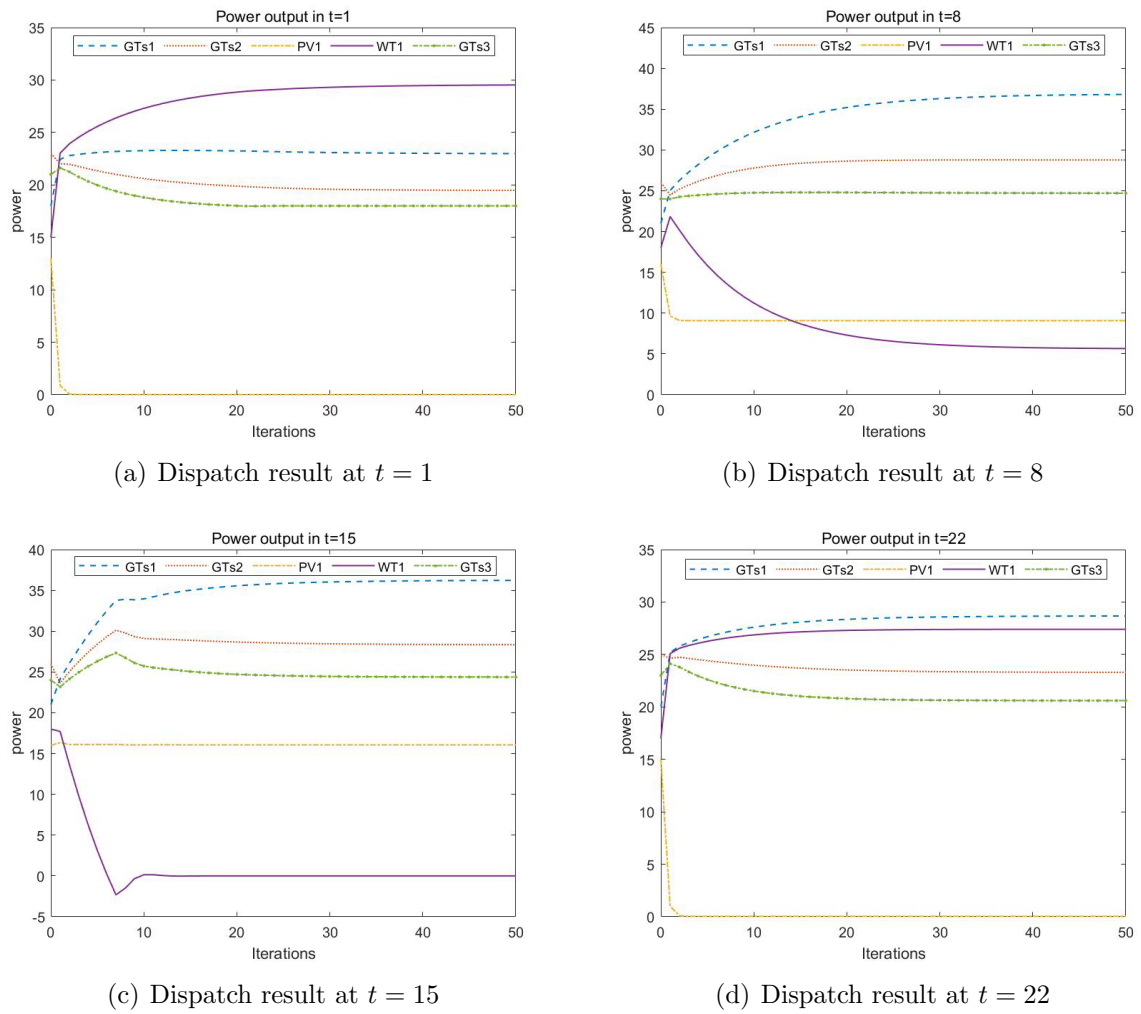 Power output in t=1
35
30
25
20
15
10
5
0
power
GTs1 GTs2 PV1 WT1 GTs3
0 10 20 30 40 50
Iterations
(a) Dispatch result at t = 1
Power output in t=8
45
40
35
30
25
20
15
10
5
0
power
GTs1 GTs2 PV1 WT1 GTs3
0 10 20 30 40 50
Iterations
(b) Dispatch result at t = 8
Power output in t=15
40
35
30
25
20
15
10
5
0
-5
power
GTs1 GTs2 PV1 WT1 GTs3
0 10 20 30 40 50
Iterations
(c) Dispatch result at t = 15
Power output in t=22
35
30
25
20
15
10
5
0
power
GTs1 GTs2 PV1 WT1 GTs3
0 10 20 30 40 50
Iterations
(d) Dispatch result at t = 22